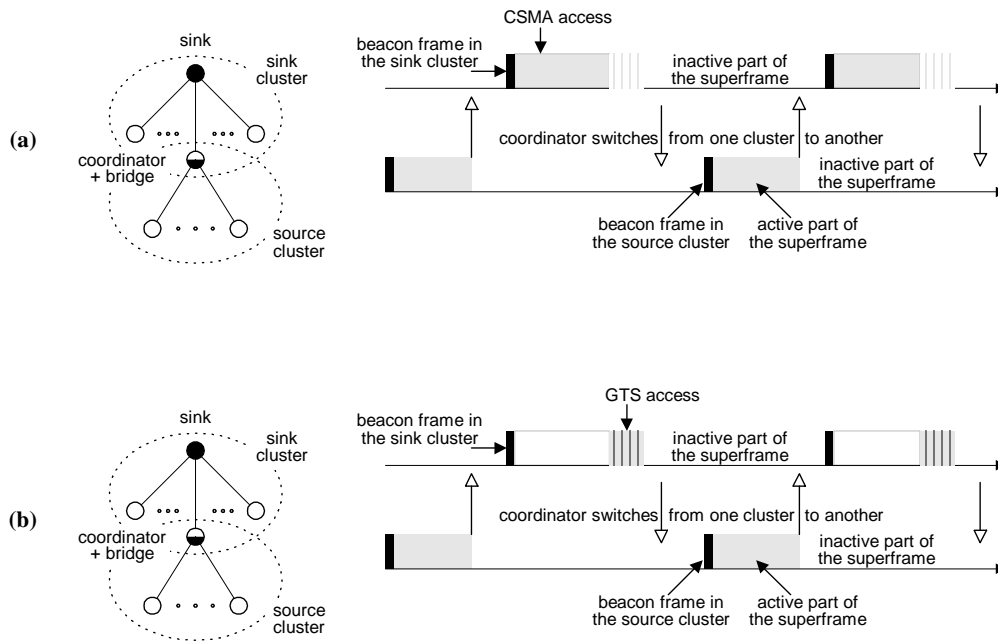 CSMA access
beacon frame in
the sink cluster
sink
sink
cluster
inactive part of
the superframe
(a)
coordinator
+ bridge
coordinator switches from one cluster to another
inactive part of
the superframe
source
cluster
beacon frame in
the source cluster
active part of
the superframe
GTS access
beacon frame in
the sink cluster
sink
sink
cluster
inactive part of
the superframe
(b)
coordinator
+ bridge
coordinator switches from one cluster to another
inactive part of
the superframe
source
cluster
beacon frame in
the source cluster
active part of
the superframe